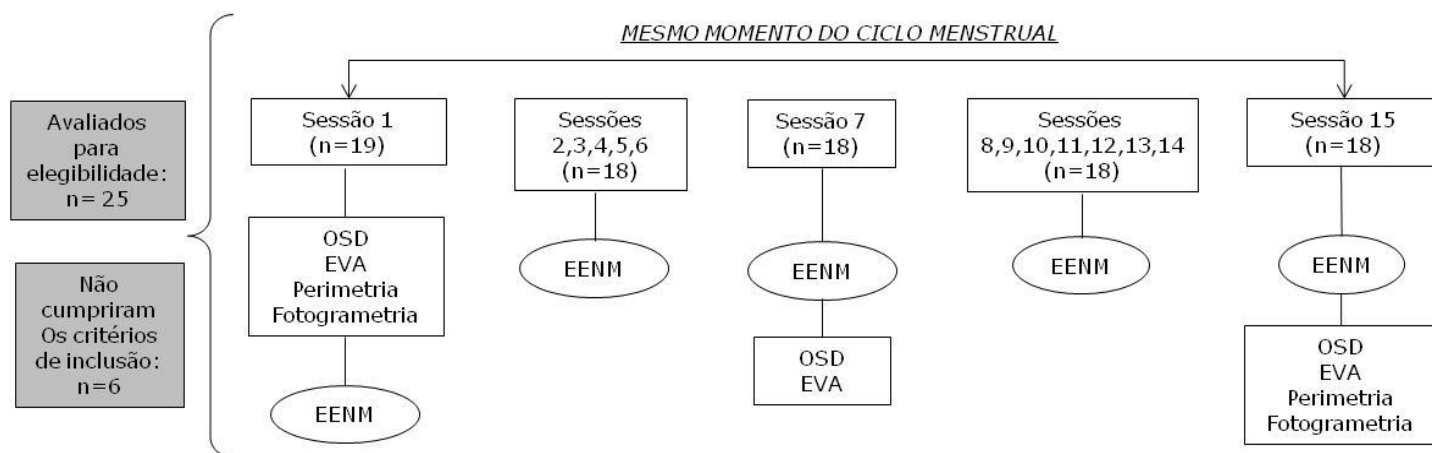 MESMO MOMENTO DO CICLO MENSTRUAL
Avaliados
para
elegibilidade:
n= 25
Não
cumpriram
Os critérios
de inclusão:
n=6
Sessão 1
(n=19)
OSD
EVA
Perimetria
Fotogrametria
EENM
Sessões
2,3,4,5,6
(n=18)
EENM
Sessão 7
(n=18)
EENM
OSD
EVA
Sessões
8,9,10,11,12,13,14
(n=18)
EENM
Sessão 15
(n=18)
EENM
OSD
EVA
Perimetria
Fotogrametria